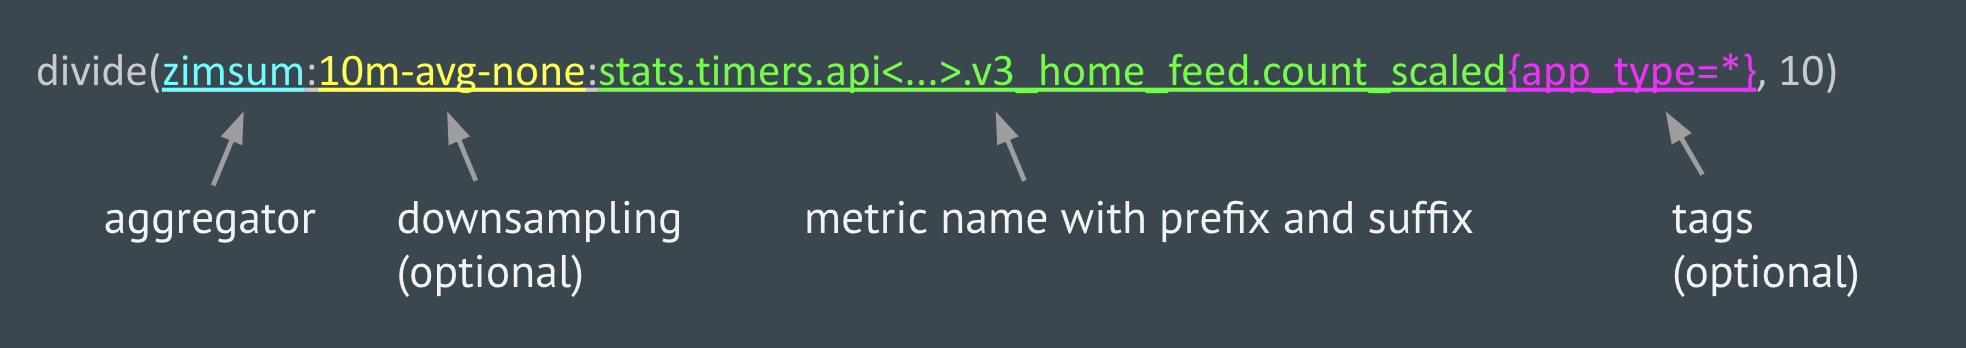 divide(zimsum:10m-avg-none:stats.timers.api<...>.v3_home_feed.count_scaled{app_type=*}, 10)
aggregator
downsampling
(optional)
metric name with prefix and suffix
tags
(optional)